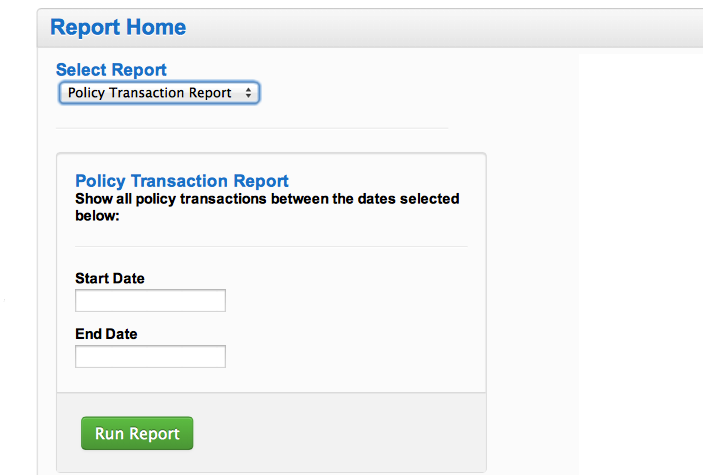 Report Home
Select Report
Policy Transaction Report
Policy Transaction Report
Show all policy transactions between the dates selected
below:
Start Date
End Date
Run Report